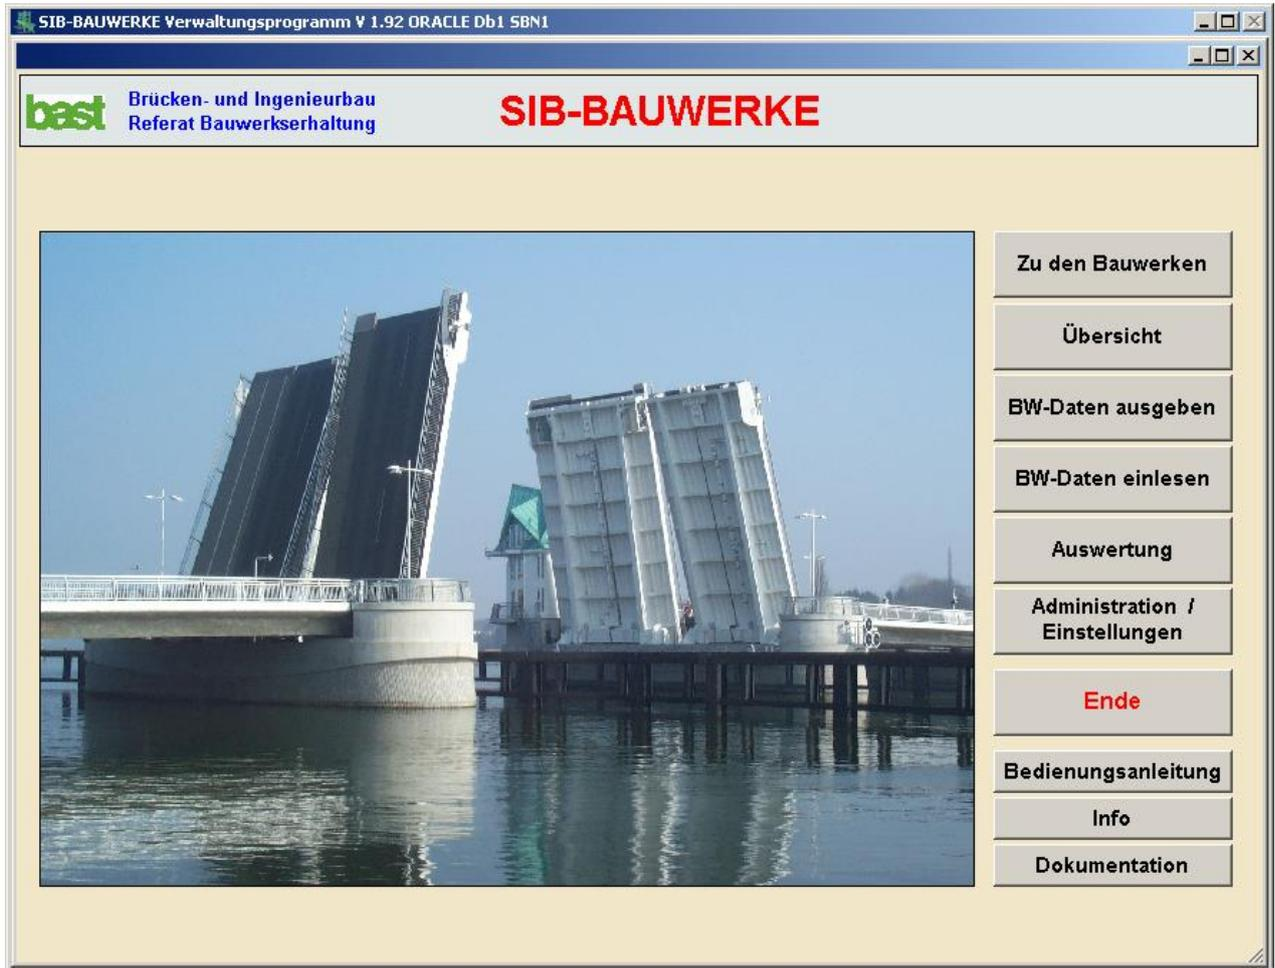 SIB-BAUWERKE Verwaltungsprogramm V 1.92 ORACLE Db1 SBN1
bast
Brücken- und Ingenieurbau
Referat Bauwerkserhaltung
SIB-BAUWERKE
Zu den Bauwerken
Übersicht
BW-Daten ausgeben
BW-Daten einlesen
Auswertung
Administration /
Einstellungen
Ende
Bedienungsanleitung
Info
Dokumentation